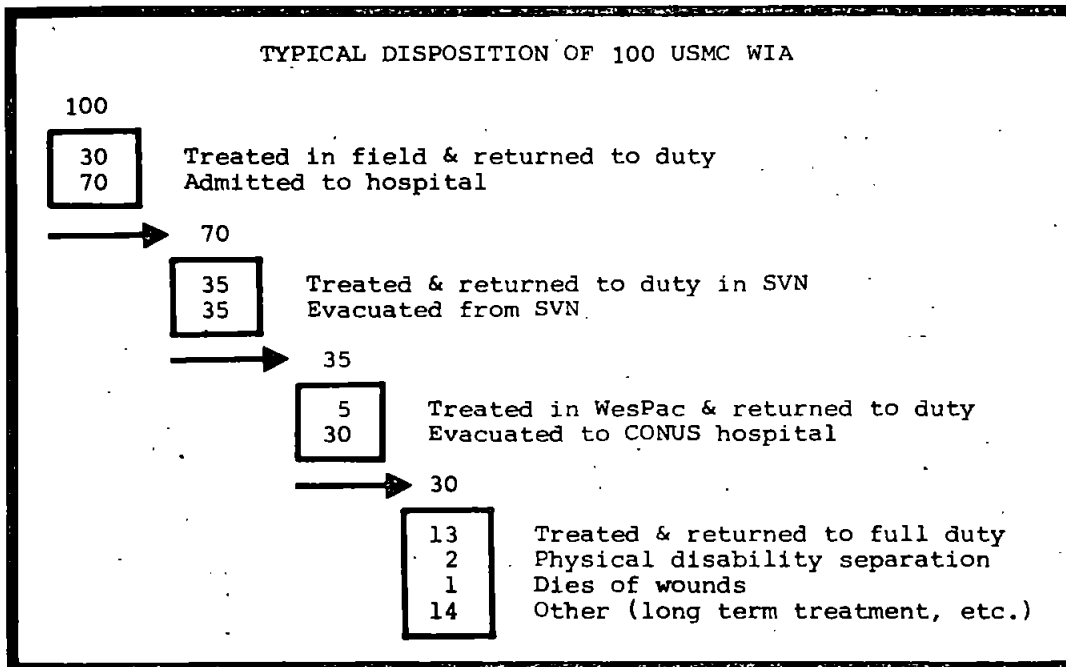 TYPICAL DISPOSITION OF 100 USMC WIA
100
30 Treated in field & returned to duty
70 Admitted to hospital
70
35 Treated & returned to duty in SVN
35 Evacuated from SVN
35
5 Treated in WesPac & returned to duty
30 Evacuated to CONUS hospital
30
13 Treated & returned to full duty
2 Physical disability separation
1 Dies of wounds
14 Other (long term treatment, etc.)